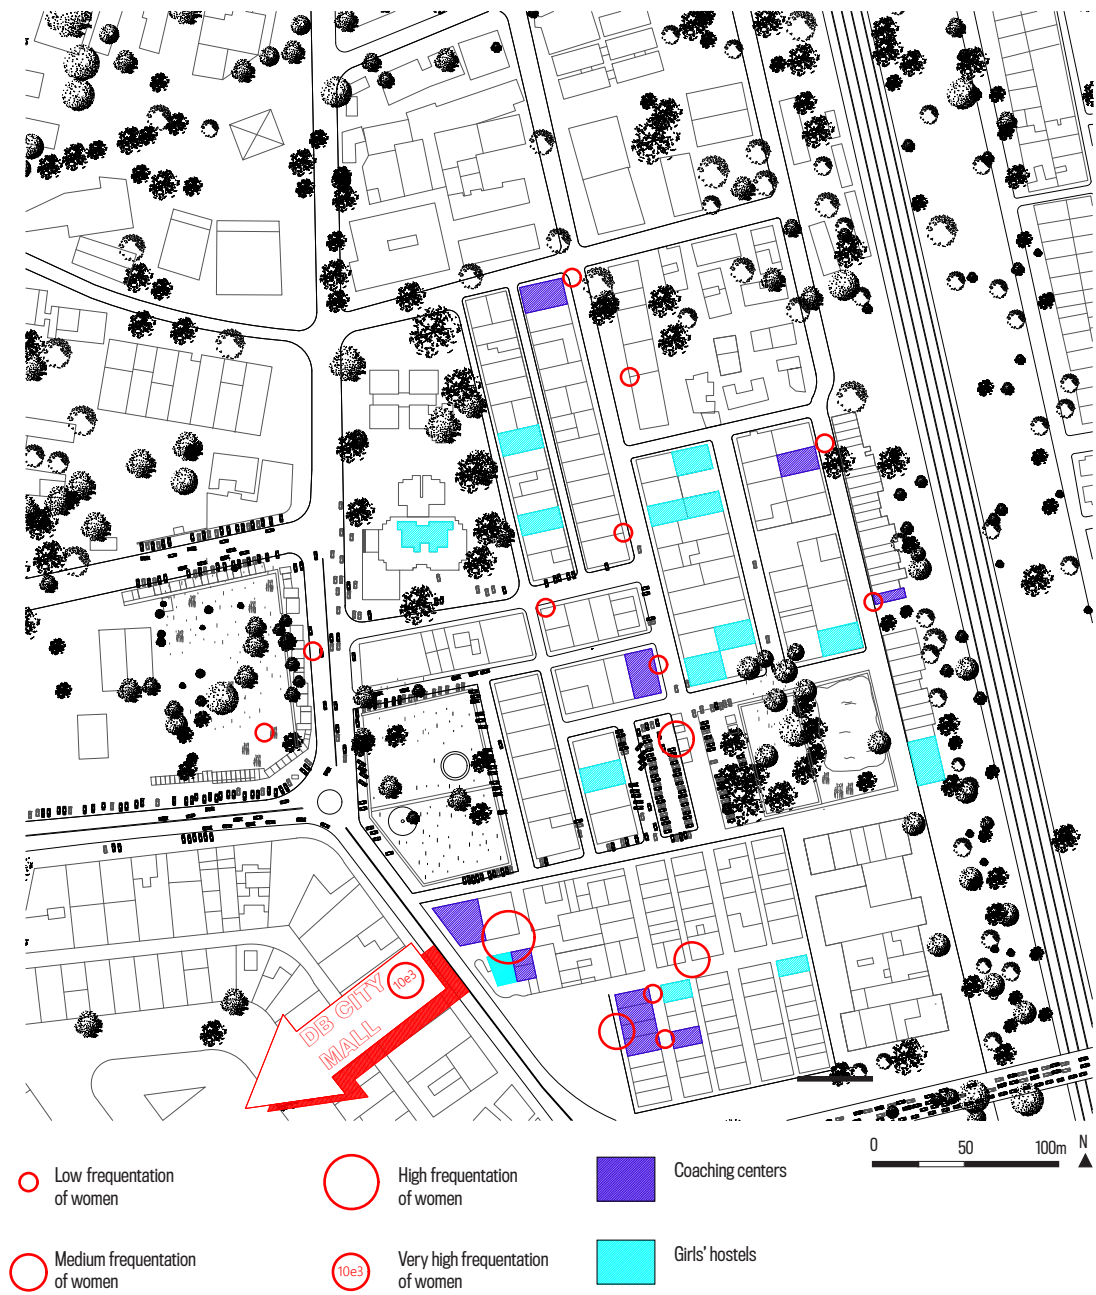 10e3
DB CITY
MALL
0
50
100m
N
Low frequentation
of women
High frequentation
of women
Coaching centers
Medium frequentation
of women
10e3
Very high frequentation
of women
Girls' hostels